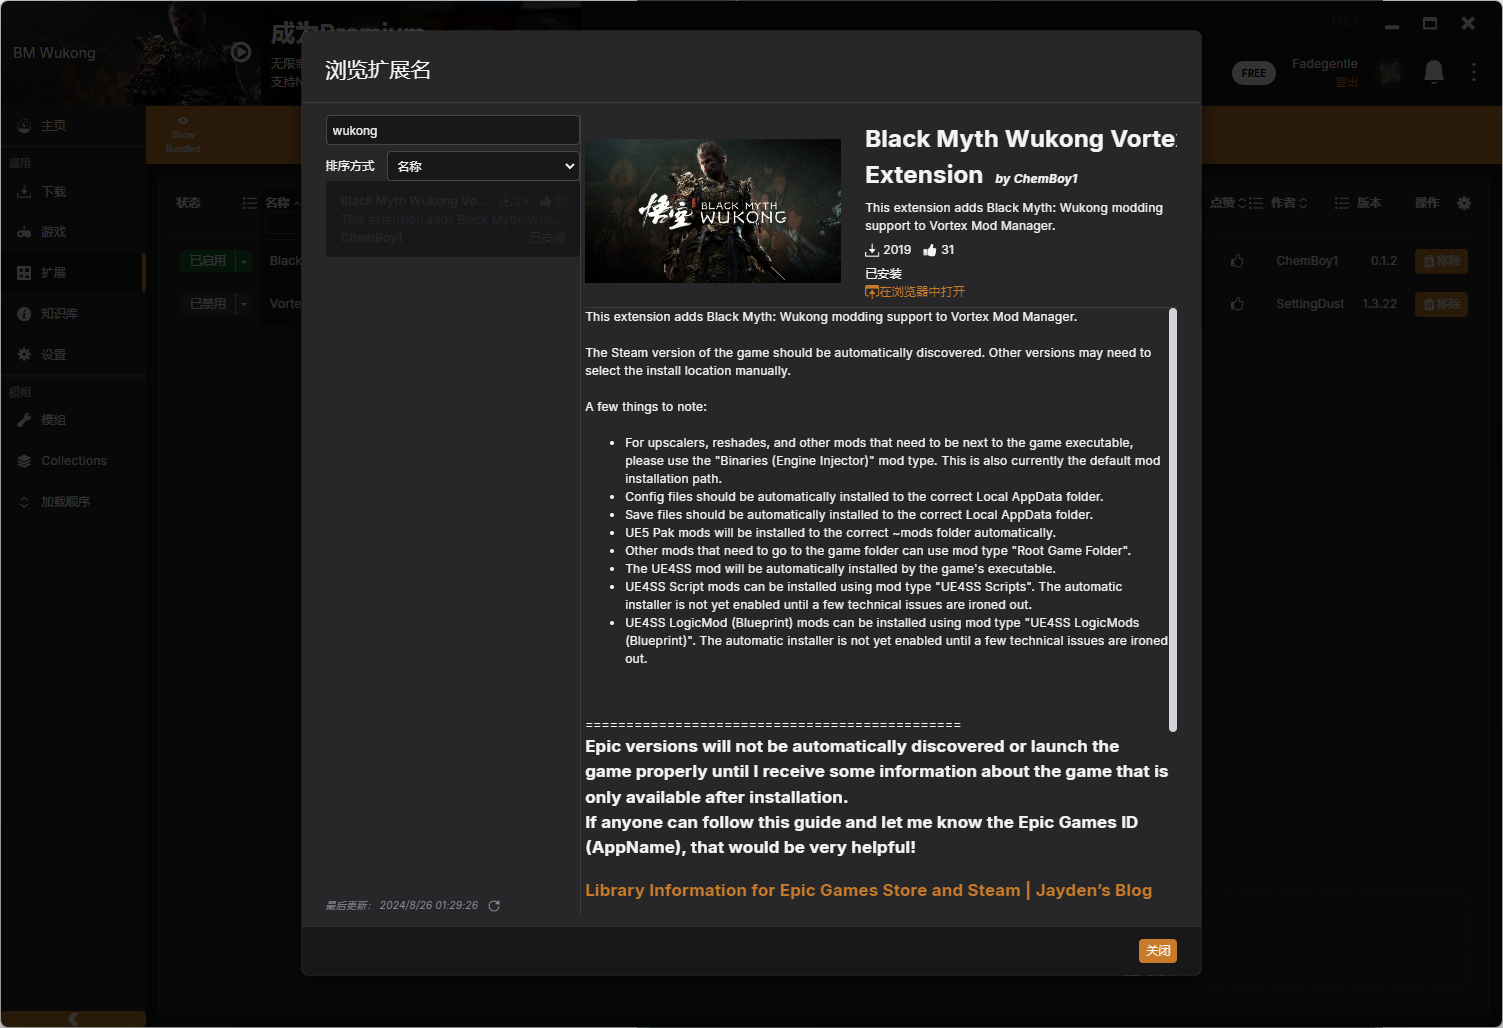 成为Premium
BM Wukong
无限制
支持N
1.12.3
FREE
Fadegentle
登出
主页
通用
下载
游戏
扩展
知识库
设置
模组
模组
Collections
加载顺序
Show
Bundled
状态
名称
点赞
作者
版本
操作
已启用
Black
ChemBoy1
0.1.2
移除
已禁用
Vorte
SettingDust
1.3.22
移除
浏览扩展名
wukong
排序方式
名称
Black Myth Wukong Vo...
2 K
31
This extension adds Black Myth: Wuk...
ChemBoy1
已安装
悟空
BLACK MYTH
WUKONG
Black Myth Wukong Vorte
Extension by ChemBoy1
This extension adds Black Myth: Wukong modding
support to Vortex Mod Manager.
2019 31
已安装
在浏览器中打开
This extension adds Black Myth: Wukong modding support to Vortex Mod Manager.
The Steam version of the game should be automatically discovered. Other versions may need to
select the install location manually.
A few things to note:
• For upscalers, reshades, and other mods that need to be next to the game executable,
please use the "Binaries (Engine Injector)" mod type. This is also currently the default mod
installation path.
• Config files should be automatically installed to the correct Local AppData folder.
• Save files should be automatically installed to the correct Local AppData folder.
• UE5 Pak mods will be installed to the correct ~mods folder automatically.
• Other mods that need to go to the game folder can use mod type "Root Game Folder".
• The UE4SS mod will be automatically installed by the game's executable.
• UE4SS Script mods can be installed using mod type "UE4SS Scripts". The automatic
installer is not yet enabled until a few technical issues are ironed out.
• UE4SS LogicMod (Blueprint) mods can be installed using mod type "UE4SS LogicMods
(Blueprint)". The automatic installer is not yet enabled until a few technical issues are ironed
out.
==============================================
Epic versions will not be automatically discovered or launch the
game properly until I receive some information about the game that is
only available after installation.
If anyone can follow this guide and let me know the Epic Games ID
(AppName), that would be very helpful!
Library Information for Epic Games Store and Steam | Jayden's Blog
最后更新: 2024/8/26 01:29:26
关闭